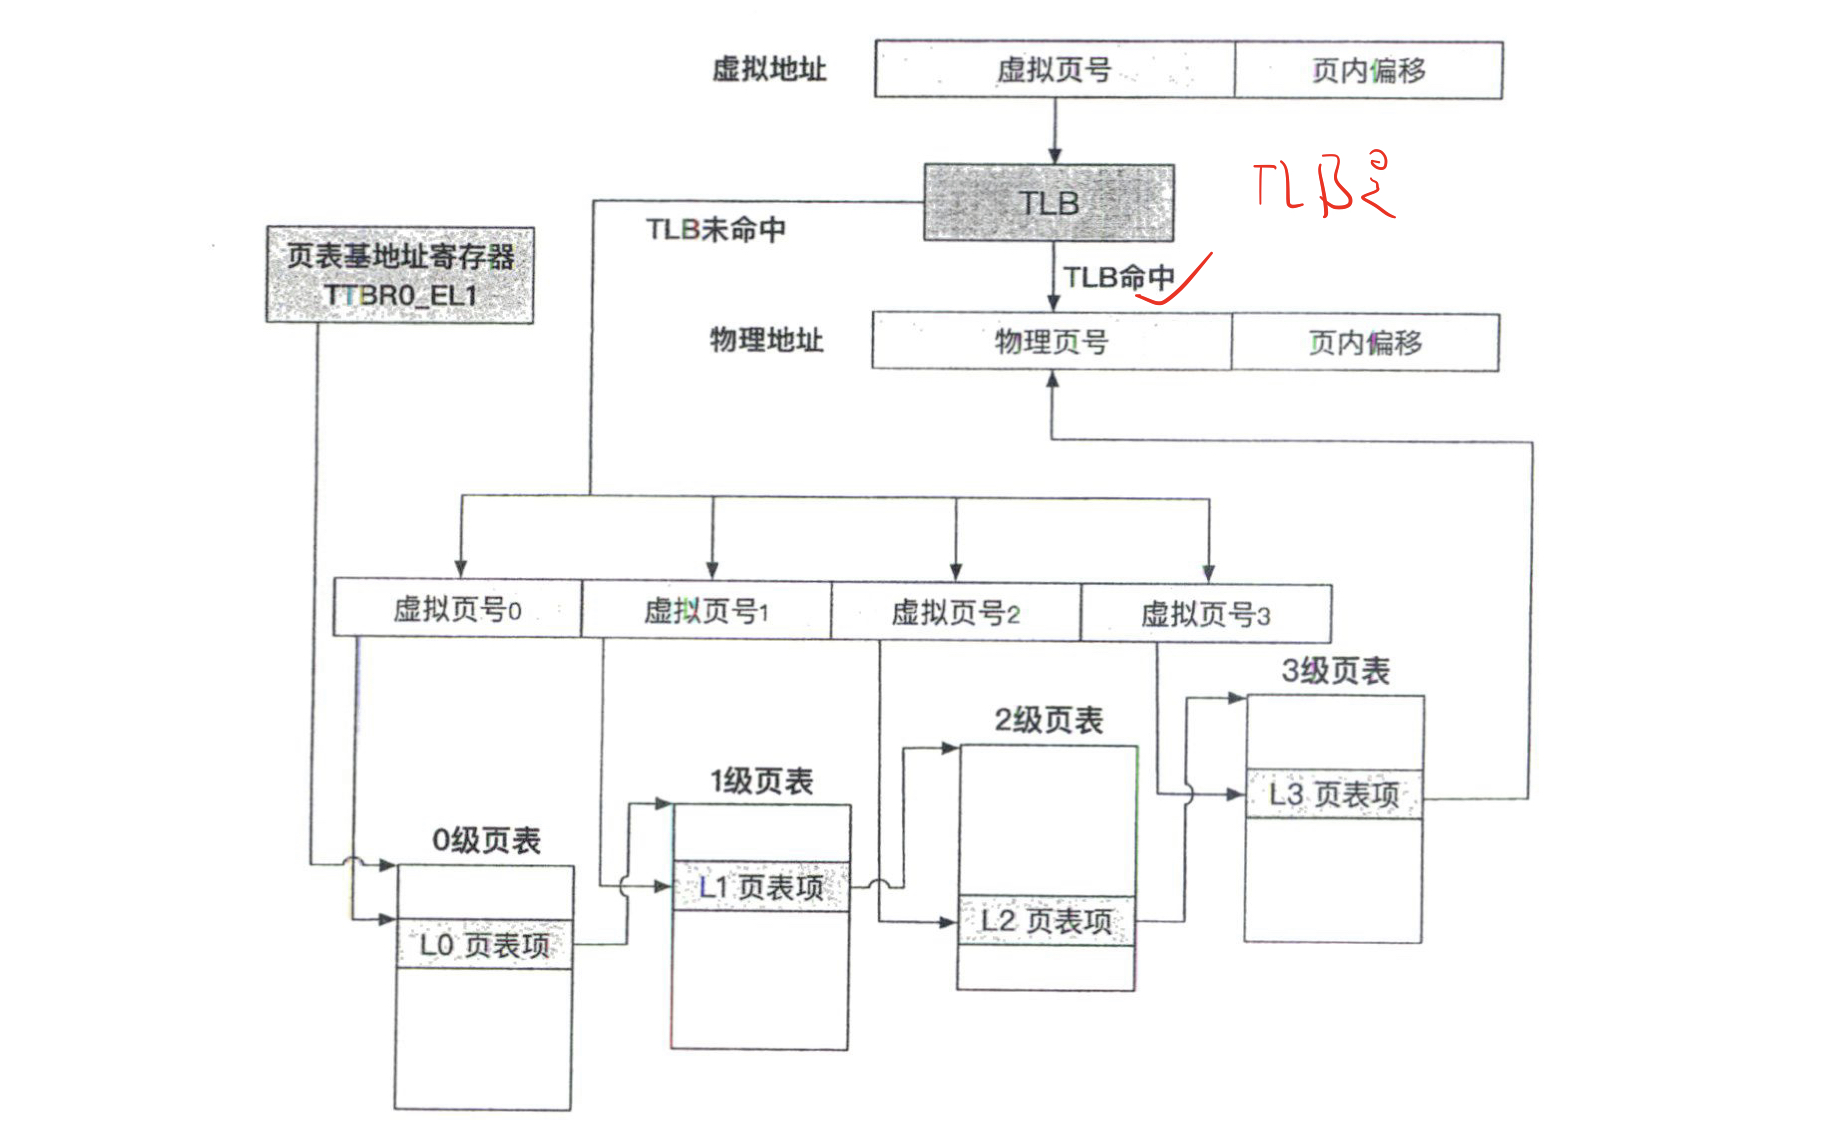 虚拟地址 虚拟页号 页内偏移
TLB
TLB
TLB未命中
页表基地址寄存器
TTBR0_EL1
TLB命中
物理地址 物理页号 页内偏移
虚拟页号0 虚拟页号1 虚拟页号2 虚拟页号3
3级页表
2级页表
1级页表
L3 页表项
0级页表
L1 页表项
L2 页表项
L0 页表项